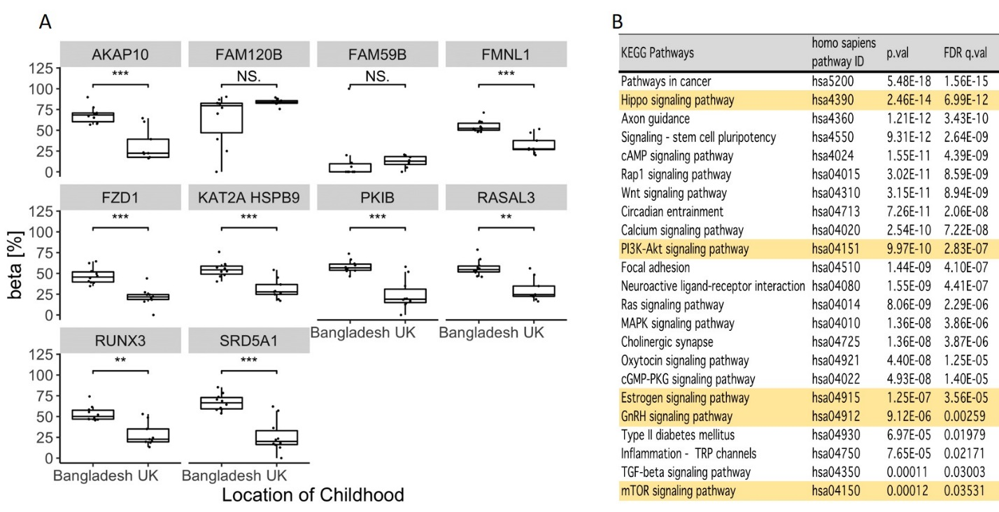 A
AKAP10 FAM120B FAM59B FMNL1
125
100
75
50
25
0
*** NS. NS. ***
FZD1 KAT2A HSPB9 PKIB RASAL3
125
100
75
50
25
0
*** *** *** **
Bangladesh UK Bangladesh UK
RUNX3 SRD5A1
125
100
75
50
25
0
** ***
Bangladesh UK Bangladesh UK
beta [%]
Location of Childhood
B
KEGG Pathways homo sapiens pathway ID p.val FDR q.val
Pathways in cancer hsa5200 5.48E-18 1.56E-15
Hippo signaling pathway hsa4390 2.46E-14 6.99E-12
Axon guidance hsa4360 1.21E-12 3.43E-10
Signaling - stem cell pluripotency hsa4550 9.31E-12 2.64E-09
cAMP signaling pathway hsa4024 1.55E-11 4.39E-09
Rap1 signaling pathway hsa04015 3.02E-11 8.59E-09
Wnt signaling pathway hsa04310 3.15E-11 8.94E-09
Circadian entrainment hsa04713 7.26E-11 2.06E-08
Calcium signaling pathway hsa04020 2.54E-10 7.22E-08
PI3K-Akt signaling pathway hsa04151 9.97E-10 2.83E-07
Focal adhesion hsa04510 1.44E-09 4.10E-07
Neuroactive ligand-receptor interaction hsa04080 1.55E-09 4.41E-07
Ras signaling pathway hsa04014 8.06E-09 2.29E-06
MAPK signaling pathway hsa04010 1.36E-08 3.86E-06
Cholinergic synapse hsa04725 1.36E-08 3.87E-06
Oxytocin signaling pathway hsa04921 4.40E-08 1.25E-05
cGMP-PKG signaling pathway hsa04022 4.93E-08 1.40E-05
Estrogen signaling pathway hsa04915 1.25E-07 3.56E-05
GnRH signaling pathway hsa04912 9.12E-06 0.00259
Type II diabetes mellitus hsa04930 6.97E-05 0.01979
Inflammation - TRP channels hsa04750 7.65E-05 0.02171
TGF-beta signaling pathway hsa04350 0.00011 0.03003
mTOR signaling pathway hsa04150 0.00012 0.03531